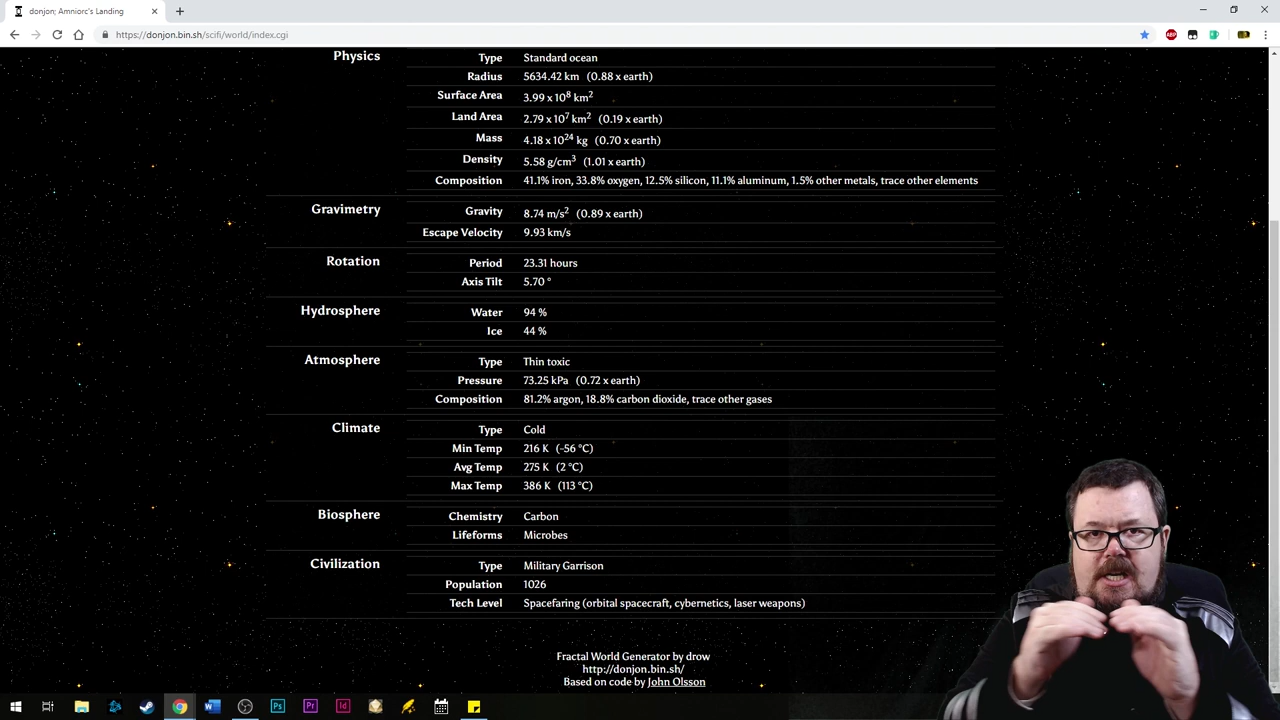 donjon; Amniorc's Landing
https://donjon.bin.sh/scifi/world/index.cgi
ABP
Physics
Type Standard ocean
Radius 5634.42 km (0.88 x earth)
Surface Area 3.99 x 10⁸ km²
Land Area 2.79 x 10⁷ km² (0.19 x earth)
Mass 4.18 x 10²⁴ kg (0.70 x earth)
Density 5.58 g/cm³ (1.01 x earth)
Composition 41.1% iron, 33.8% oxygen, 12.5% silicon, 11.1% aluminum, 1.5% other metals, trace other elements
Gravimetry
Gravity 8.74 m/s² (0.89 x earth)
Escape Velocity 9.93 km/s
Rotation
Period 23.31 hours
Axis Tilt 5.70 °
Hydrosphere
Water 94 %
Ice 44 %
Atmosphere
Type Thin toxic
Pressure 73.25 kPa (0.72 x earth)
Composition 81.2% argon, 18.8% carbon dioxide, trace other gases
Climate
Type Cold
Min Temp 216 K (-56 °C)
Avg Temp 275 K (2 °C)
Max Temp 386 K (113 °C)
Biosphere
Chemistry Carbon
Lifeforms Microbes
Civilization
Type Military Garrison
Population 1026
Tech Level Spacefaring (orbital spacecraft, cybernetics, laser weapons)
Fractal World Generator by drow
http://donjon.bin.sh/
Based on code by John Olsson
W Ps Pr Id